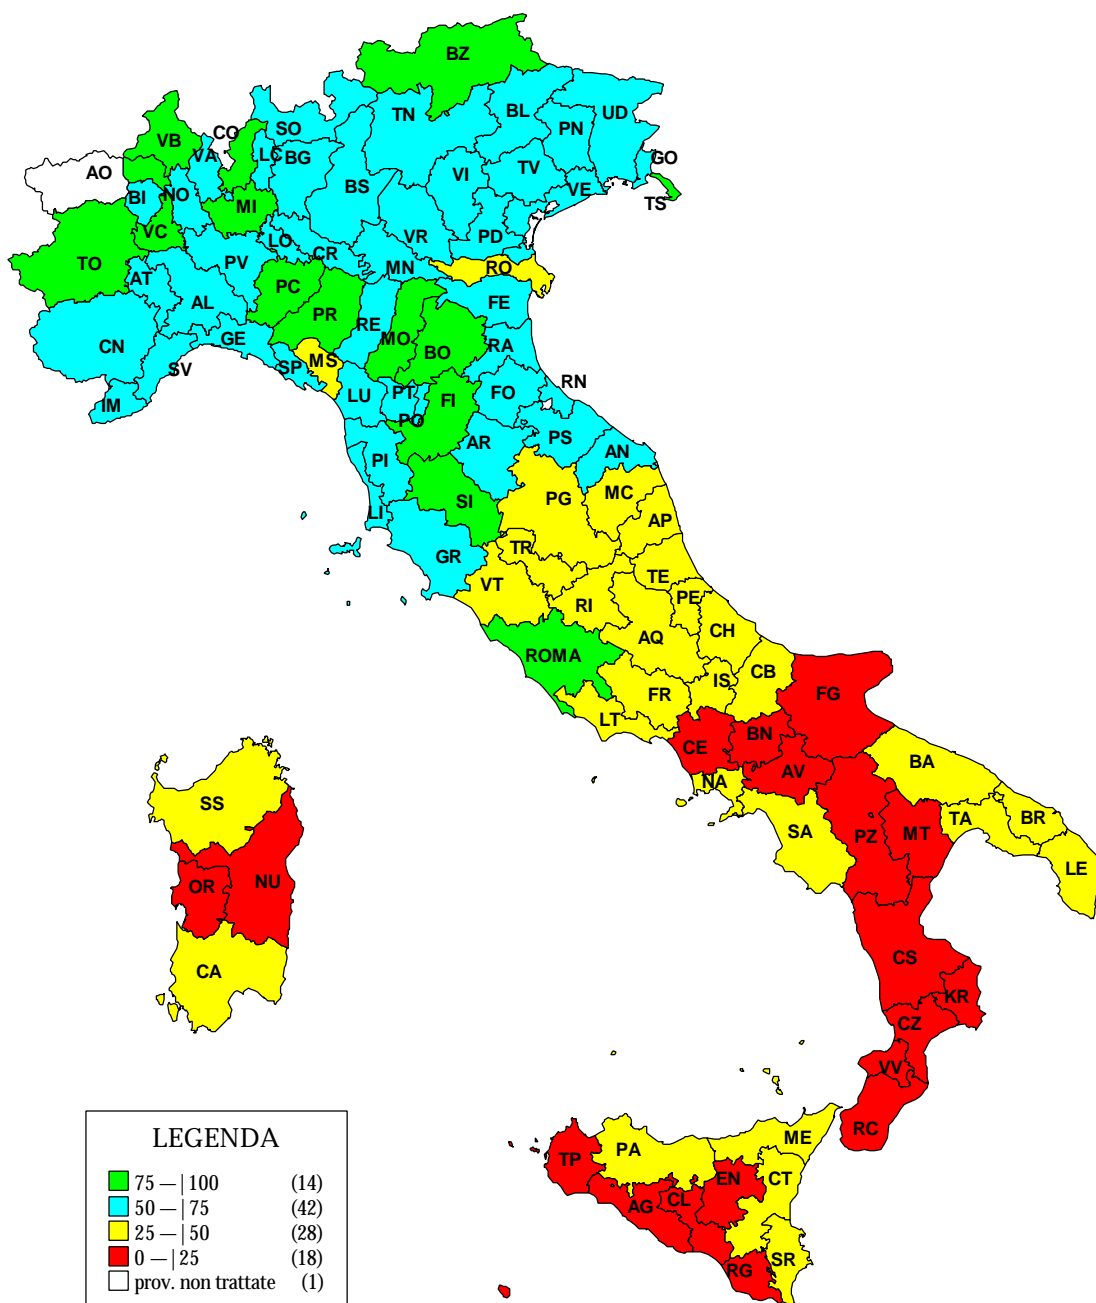 BZ
SO
TN
BL
PN
UD
CO
VB
VA
LC
BG
GO
AO
BI
NO
BS
VI
TV
VE
TS
MI
VC
TO
LO
CR
VR
PD
PV
MN
RO
AT
AL
PC
PR
FE
CN
GE
RE
MO
BO
RA
SV
SP
MS
LU
PT
FI
FO
RN
IM
PO
PI
AR
PS
AN
LI
SI
PG
MC
AP
GR
TR
VT
TE
RI
PE
CH
AQ
ROMA
CB
IS
FR
FG
LT
CE
BN
NA
AV
BA
SS
SA
PZ
MT
TA
BR
LE
OR
NU
CA
CS
KR
CZ
VV
RC
ME
PA
TP
EN
CT
AG
CL
SR
RG
LEGENDA
75 —| 100 (14)
50 —| 75 (42)
25 —| 50 (28)
0 —| 25 (18)
prov. non trattate (1)